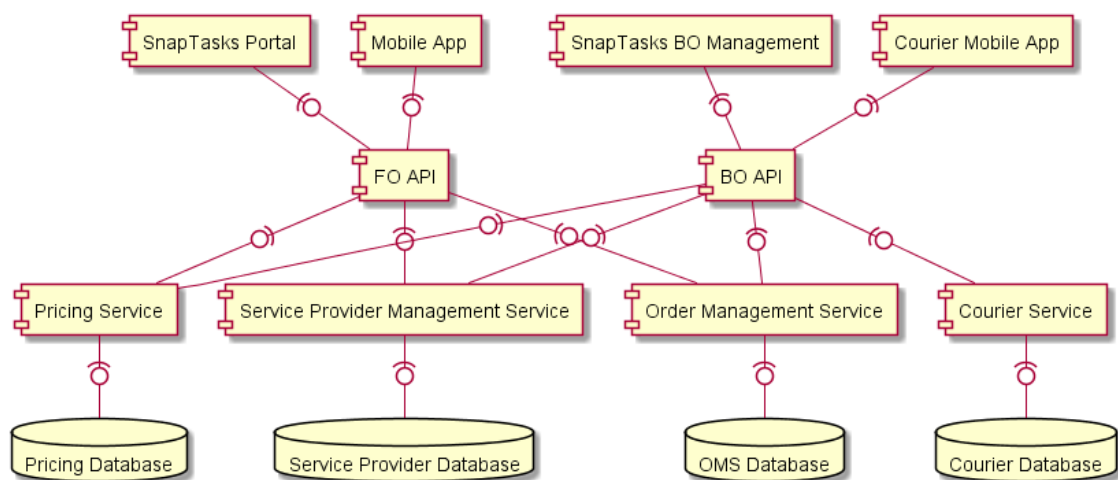 SnapTasks Portal
Mobile App
SnapTasks BO Management
Courier Mobile App
FO API
BO API
Pricing Service
Service Provider Management Service
Order Management Service
Courier Service
Pricing Database
Service Provider Database
OMS Database
Courier Database